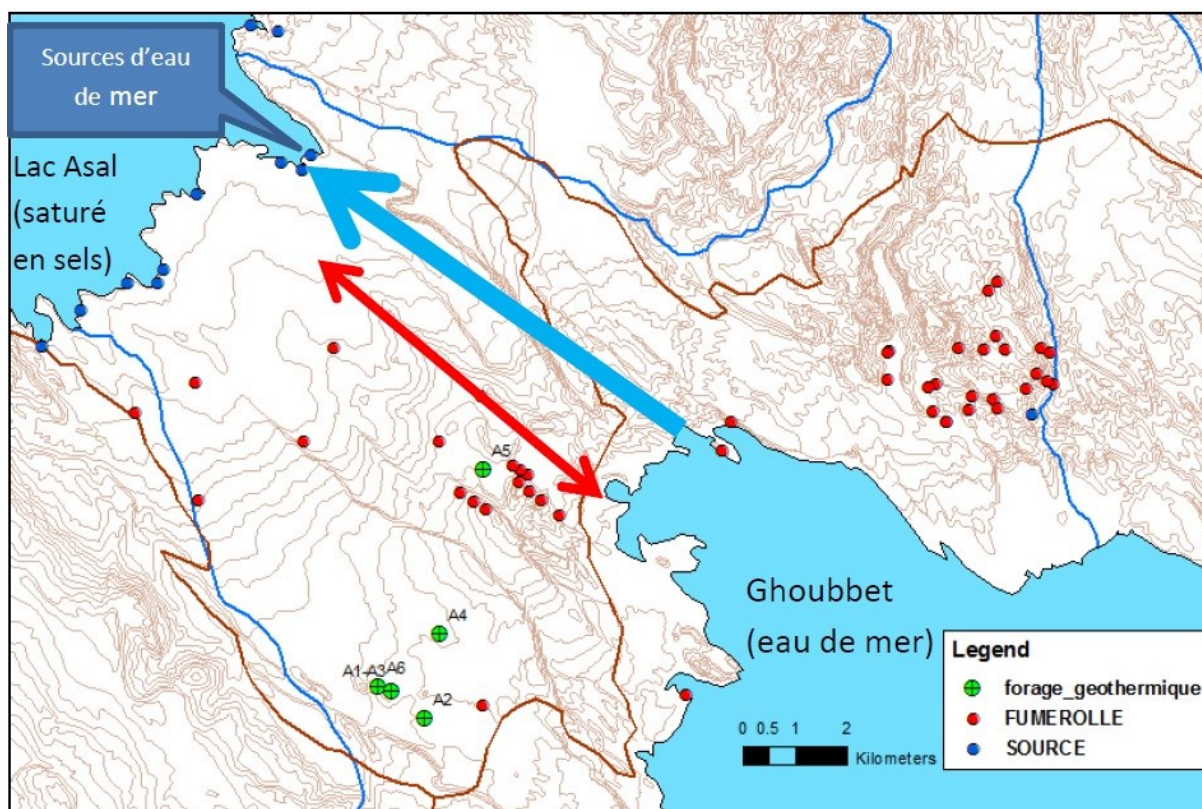 Sources d'eau
de mer
Lac Asal
(saturé
en sels)
A5
A4
A1-A3 A6
A2
Ghoubbet
(eau de mer)
Legend
forage_geothermique
FUMEROLLE
SOURCE
0 0.5 1 2
Kilometers